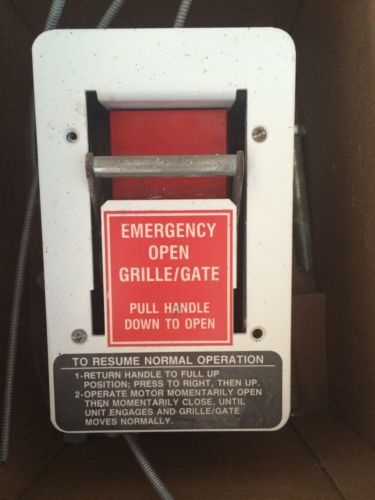 EMERGENCY
OPEN
GRILLE/GATE
PULL HANDLE
DOWN TO OPEN
TO RESUME NORMAL OPERATION
1-RETURN HANDLE TO FULL UP
POSITION; PRESS TO RIGHT, THEN UP.
2-OPERATE MOTOR MOMENTARILY OPEN
THEN MOMENTARILY CLOSE, UNTIL
UNIT ENGAGES AND GRILLE/GATE
MOVES NORMALLY.